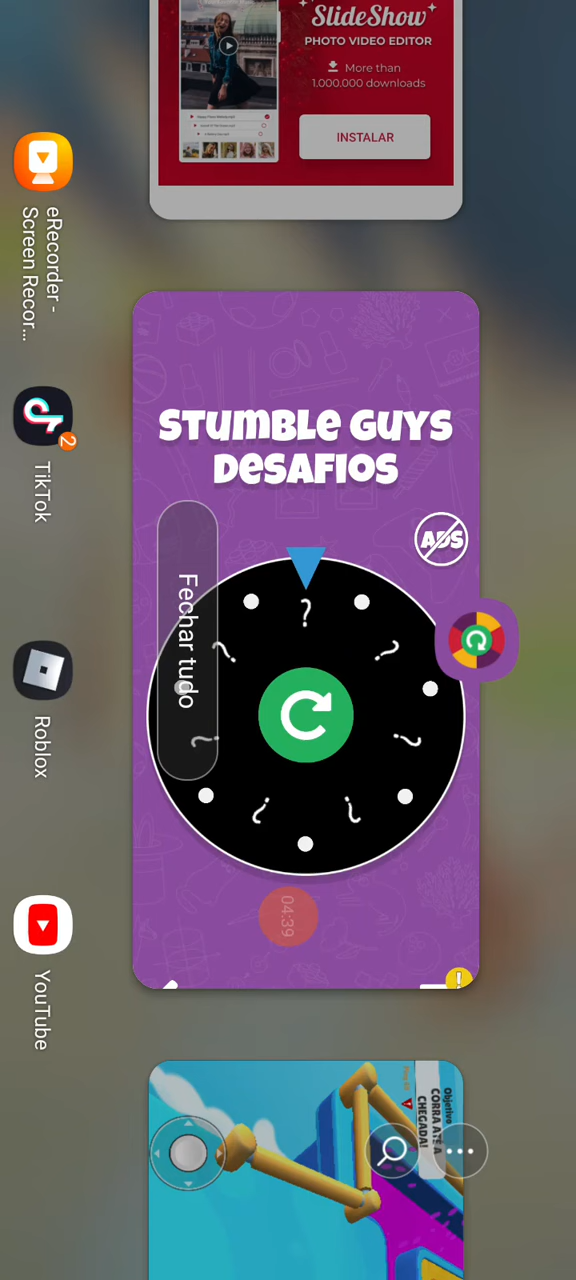 SlideShow
PHOTO VIDEO EDITOR
More than
1.000.000 downloads
INSTALAR
eRecorder -
Screen Recor...
2
TikTok
Roblox
YouTube
STUMBLE GUYS
DESAFIOS
ADS
?
?
?
?
?
?
?
Fechar tudo
04:39
!
Objetivo
CORRA ATÉ A
CHEGADA!